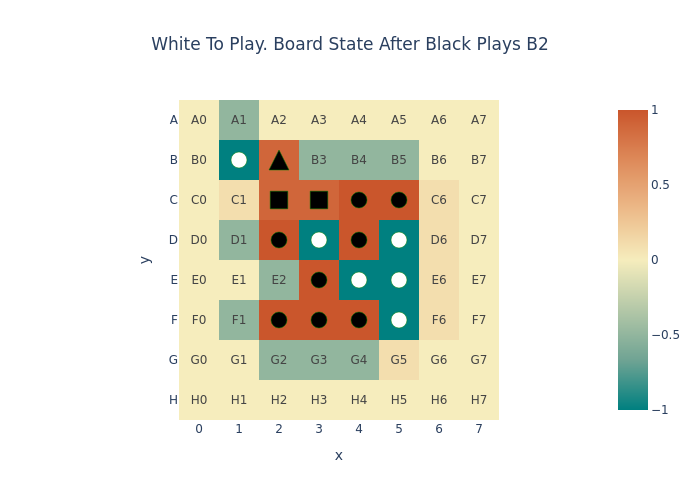 White To Play. Board State After Black Plays B2
A A0 A1 A2 A3 A4 A5 A6 A7
B B0 B3 B4 B5 B6 B7
C C0 C1 C6 C7
D D0 D1 D6 D7
E E0 E1 E2 E6 E7
F F0 F1 F6 F7
G G0 G1 G2 G3 G4 G5 G6 G7
H H0 H1 H2 H3 H4 H5 H6 H7
0 1 2 3 4 5 6 7
x
y
1
0.5
0
−0.5
−1